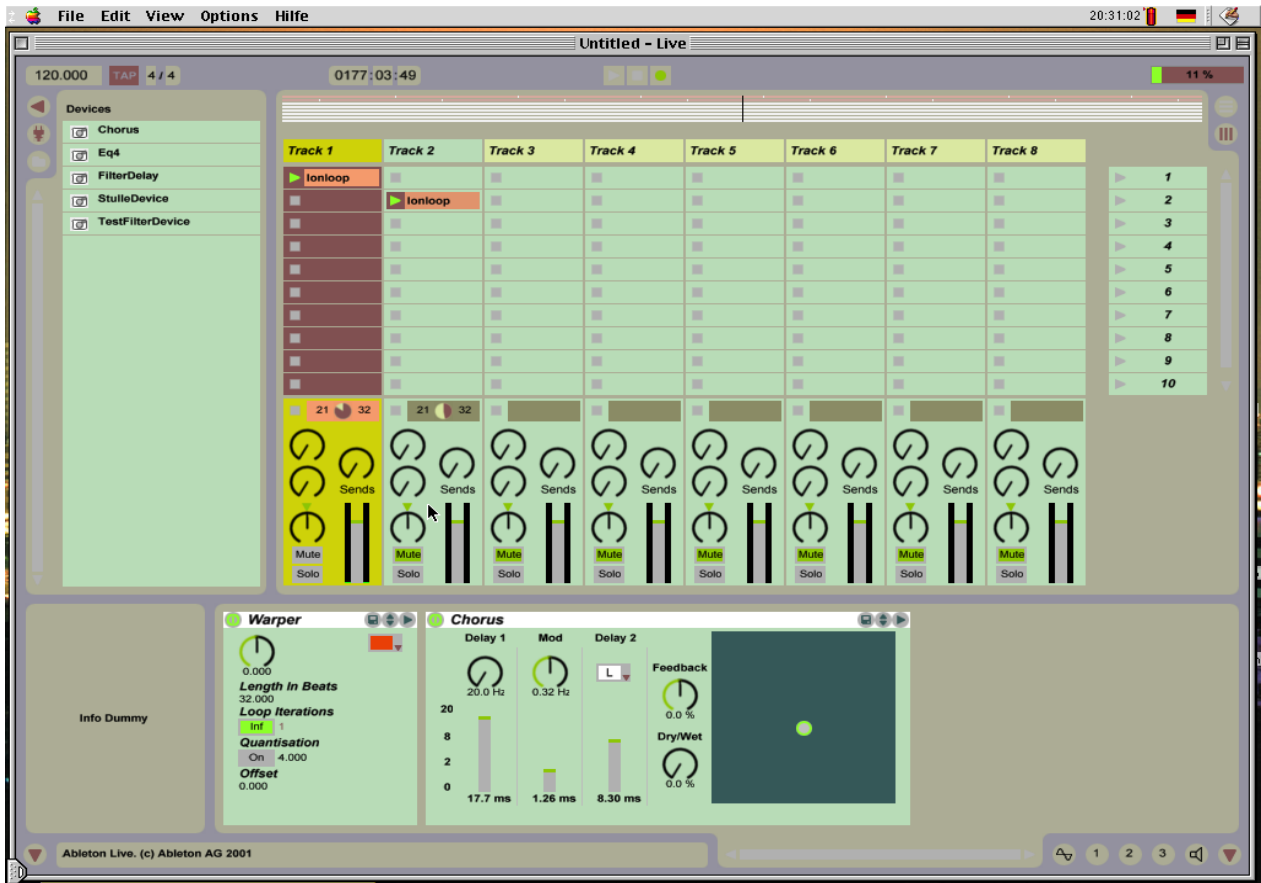 File Edit View Options Hilfe 20:31:02
Untitled - Live
120.000 TAP 4 / 4 0177:03:49 11 %
Devices
Chorus
Eq4
FilterDelay
StulleDevice
TestFilterDevice
Track 1 Track 2 Track 3 Track 4 Track 5 Track 6 Track 7 Track 8
lonloop 1
lonloop 2
3
4
5
6
7
8
9
10
21 32 21 32
Sends Sends Sends Sends Sends Sends Sends Sends
Mute Mute Mute Mute Mute Mute Mute Mute
Solo Solo Solo Solo Solo Solo Solo Solo
Info Dummy
Warper
0.000
Length in Beats
32.000
Loop Iterations
Inf 1
Quantisation
On 4.000
Offset
0.000
Chorus
Delay 1 Mod Delay 2
20.0 Hz 0.32 Hz L
20
8
2
0
17.7 ms 1.26 ms 8.30 ms
Feedback
0.0 %
Dry/Wet
0.0 %
Ableton Live. (c) Ableton AG 2001
1 2 3